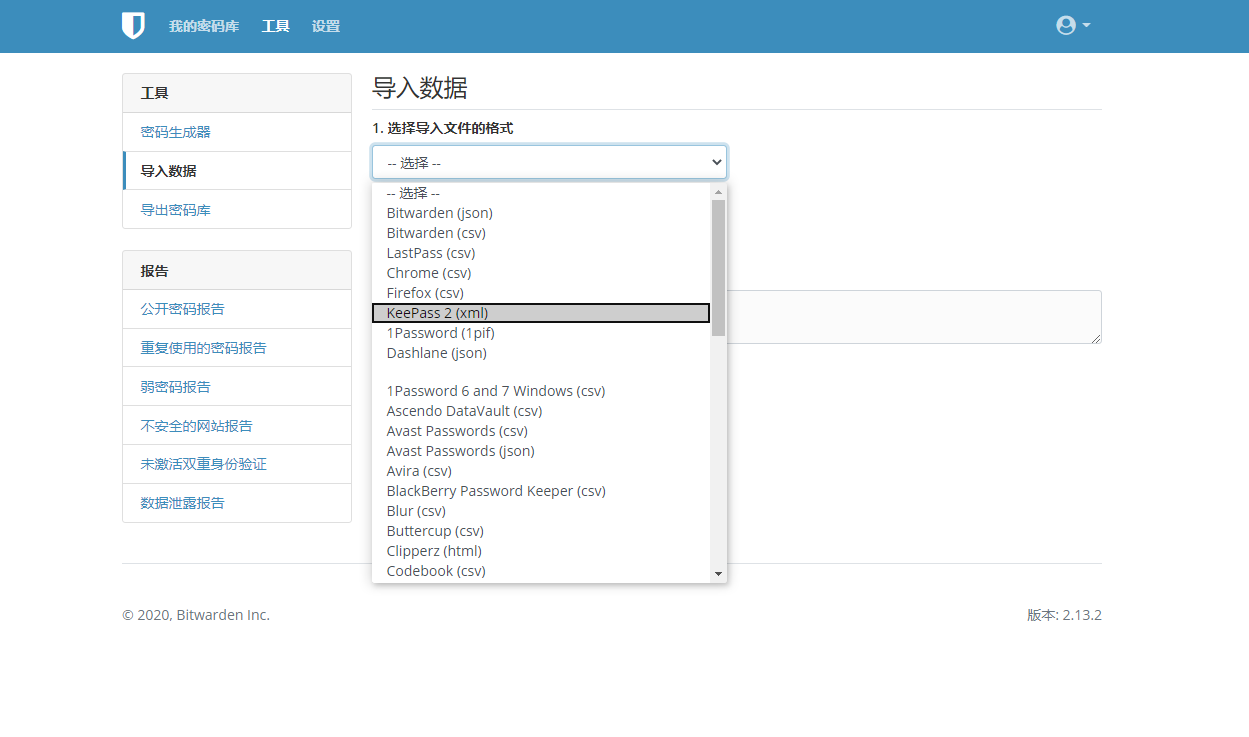 我的密码库 工具 设置
工具
密码生成器
导入数据
导出密码库
报告
公开密码报告
重复使用的密码报告
弱密码报告
不安全的网站报告
未激活双重身份验证
数据泄露报告
导入数据
1. 选择导入文件的格式
-- 选择 --
-- 选择 --
Bitwarden (json)
Bitwarden (csv)
LastPass (csv)
Chrome (csv)
Firefox (csv)
KeePass 2 (xml)
1Password (1pif)
Dashlane (json)
1Password 6 and 7 Windows (csv)
Ascendo DataVault (csv)
Avast Passwords (csv)
Avast Passwords (json)
Avira (csv)
BlackBerry Password Keeper (csv)
Blur (csv)
Buttercup (csv)
Clipperz (html)
Codebook (csv)
© 2020, Bitwarden Inc.
版本: 2.13.2